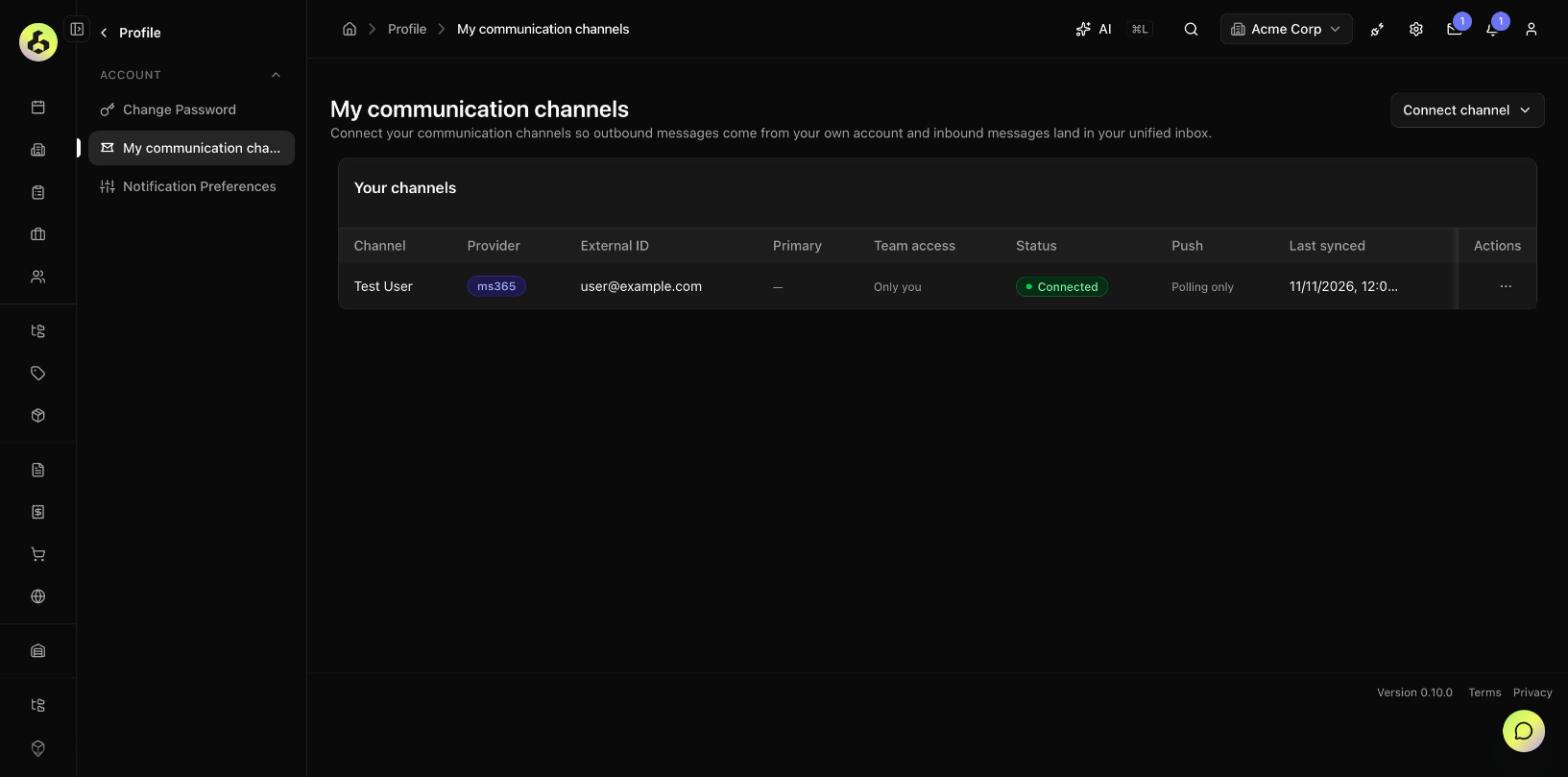 Profile
ACCOUNT
Change Password
My communication cha...
Notification Preferences
Profile
My communication channels
AI
⌘L
Acme Corp
1
1
My communication channels
Connect your communication channels so outbound messages come from your own account and inbound messages land in your unified inbox.
Connect channel
Your channels
Channel Provider External ID Primary Team access Status Push Last synced Actions
Test User ms365 user@example.com — Only you Connected Polling only 11/11/2026, 12:0... ...
Version 0.10.0 Terms Privacy